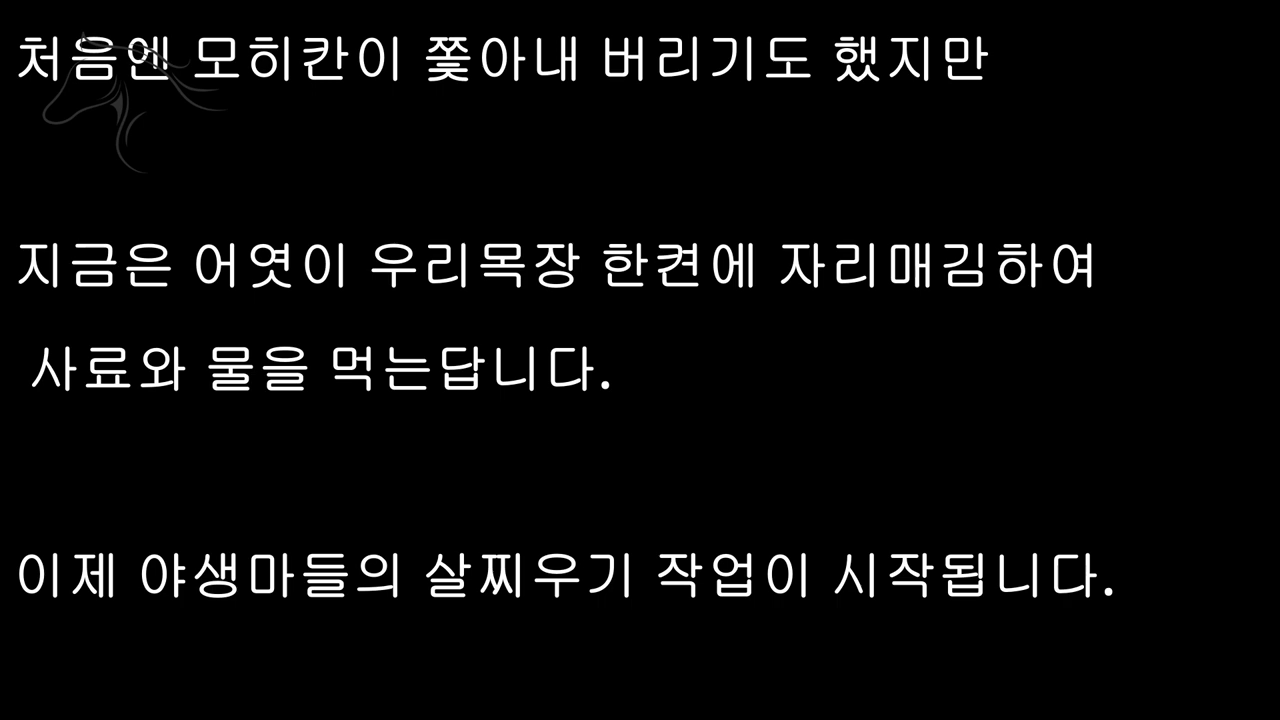 처음엔 모히칸이 쫓아내 버리기도 했지만
지금은 어엿이 우리목장 한켠에 자리매김하여
사료와 물을 먹는답니다.
이제 야생마들의 살찌우기 작업이 시작됩니다.